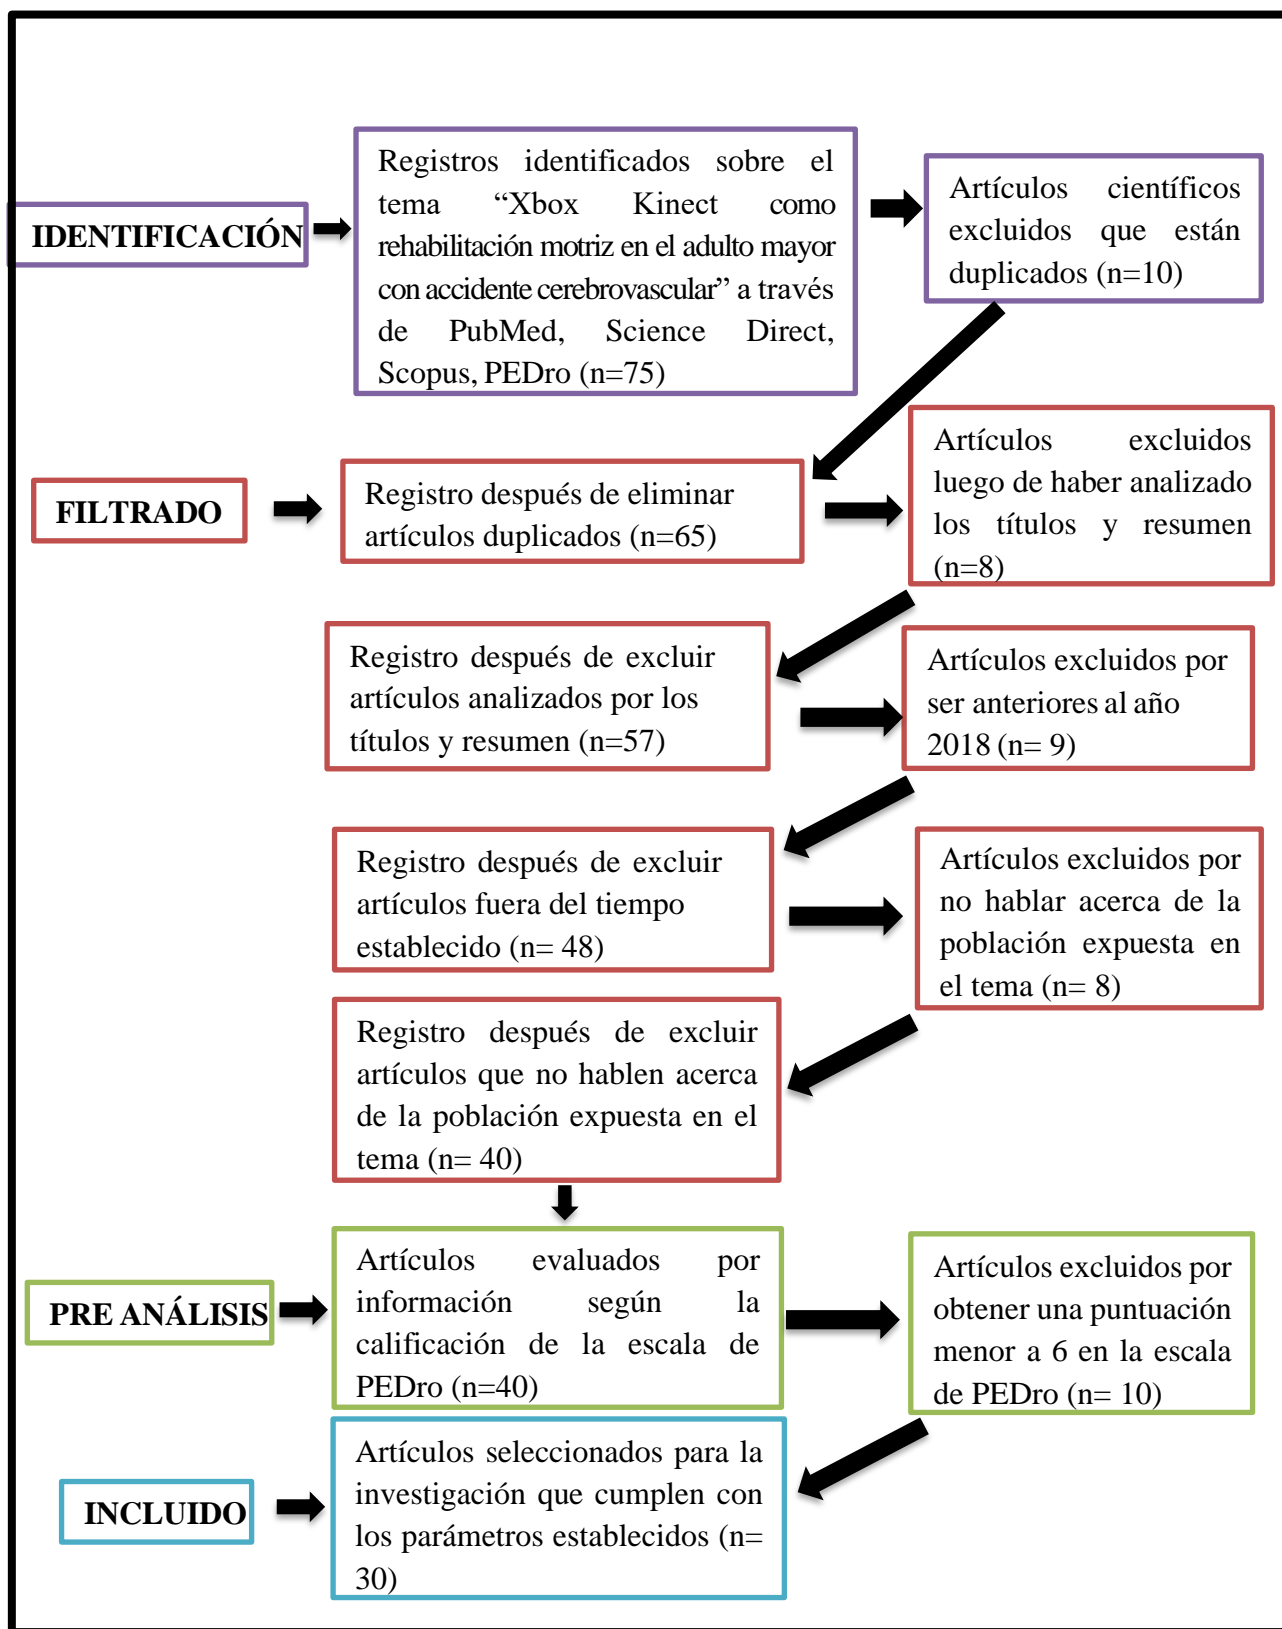 IDENTIFICACIÓN
Registros identificados sobre el
tema “Xbox Kinect como
rehabilitación motriz en el adulto mayor
con accidente cerebrovascular” a través
de PubMed, Science Direct,
Scopus, PEDro (n=75)
Artículos científicos
excluidos que están
duplicados (n=10)
FILTRADO
Registro después de eliminar
artículos duplicados (n=65)
Artículos excluidos
luego de haber analizado
los títulos y resumen
(n=8)
Registro después de excluir
artículos analizados por los
títulos y resumen (n=57)
Artículos excluidos por
ser anteriores al año
2018 (n= 9)
Registro después de excluir
artículos fuera del tiempo
establecido (n= 48)
Artículos excluidos por
no hablar acerca de la
población expuesta en
el tema (n= 8)
Registro después de excluir
artículos que no hablen acerca
de la población expuesta en el
tema (n= 40)
PRE ANÁLISIS
Artículos evaluados por
información según la
calificación de la escala de
PEDro (n=40)
Artículos excluidos por
obtener una puntuación
menor a 6 en la escala
de PEDro (n= 10)
INCLUIDO
Artículos seleccionados para la
investigación que cumplen con
los parámetros establecidos (n=
30)